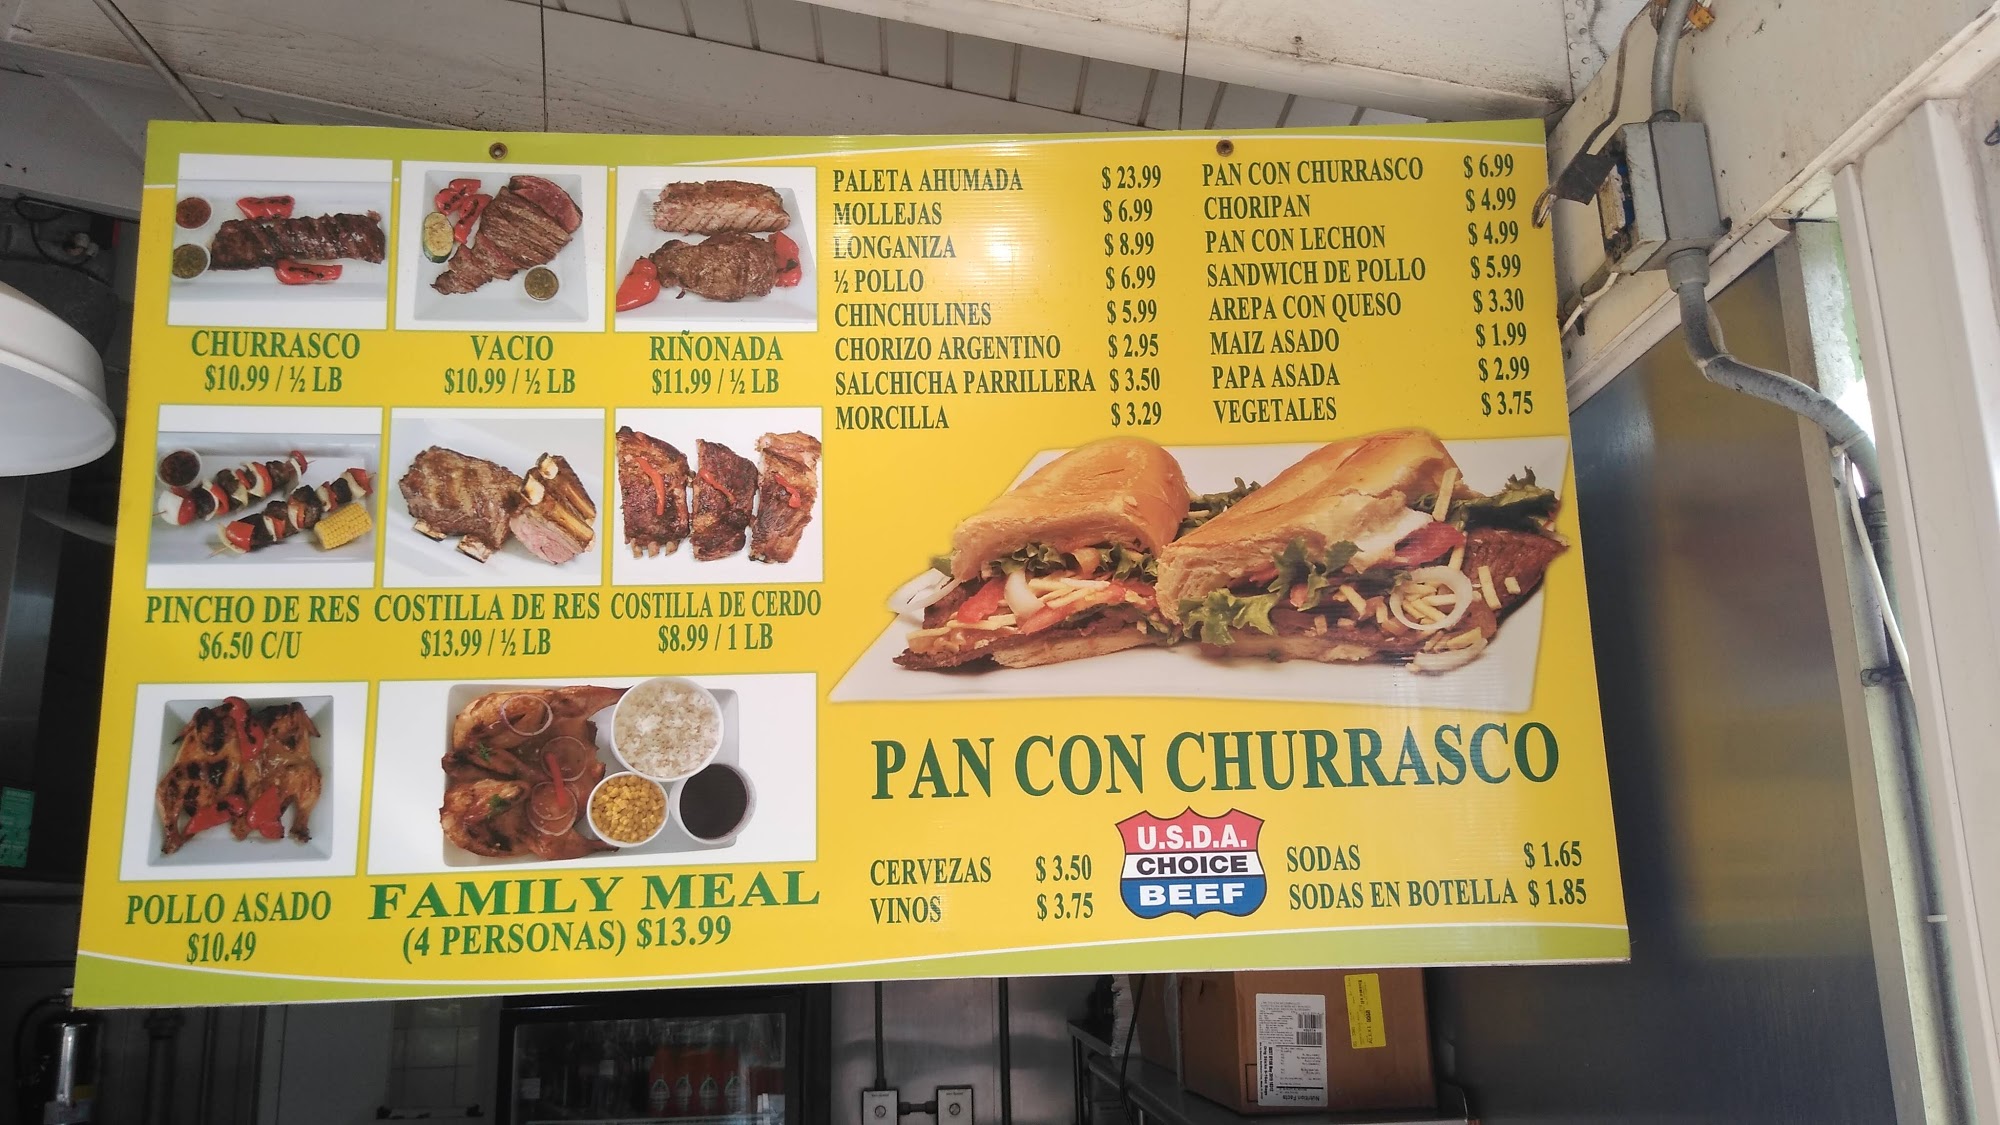 CHURRASCO
$10.99 / ½ LB
VACIO
$10.99 / ½ LB
RIÑONADA
$11.99 / ½ LB
PINCHO DE RES
$6.50 C/U
COSTILLA DE RES
$13.99 / ½ LB
COSTILLA DE CERDO
$8.99 / 1 LB
POLLO ASADO
$10.49
FAMILY MEAL
(4 PERSONAS) $13.99
PALETA AHUMADA $ 23.99
MOLLEJAS $ 6.99
LONGANIZA $ 8.99
½ POLLO $ 6.99
CHINCHULINES $ 5.99
CHORIZO ARGENTINO $ 2.95
SALCHICHA PARRILLERA $ 3.50
MORCILLA $ 3.29
PAN CON CHURRASCO $ 6.99
CHORIPAN $ 4.99
PAN CON LECHON $ 4.99
SANDWICH DE POLLO $ 5.99
AREPA CON QUESO $ 3.30
MAIZ ASADO $ 1.99
PAPA ASADA $ 2.99
VEGETALES $ 3.75
PAN CON CHURRASCO
CERVEZAS $ 3.50
VINOS $ 3.75
U.S.D.A.
CHOICE
BEEF
SODAS $ 1.65
SODAS EN BOTELLA $ 1.85
Nutrition Facts